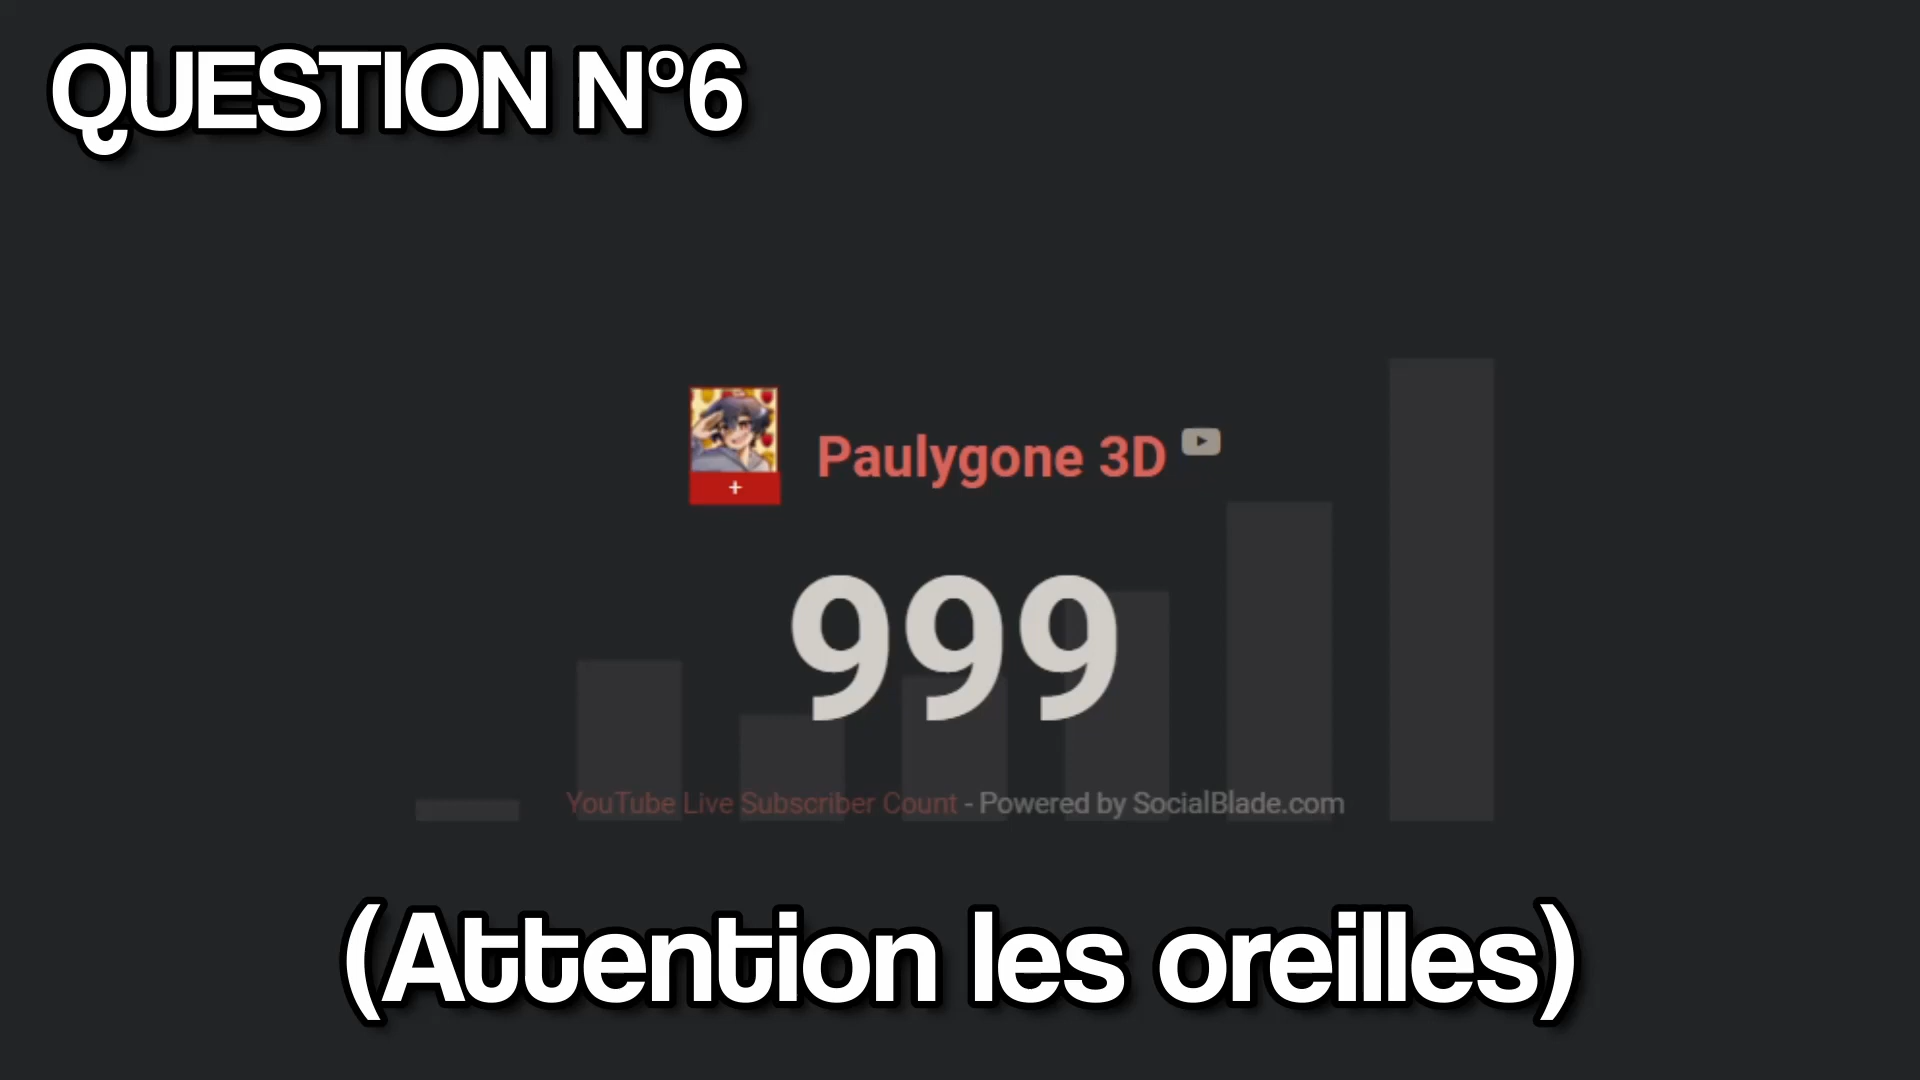 QUESTION N°6
+
Paulygone 3D
999
YouTube Live Subscriber Count - Powered by SocialBlade.com
(Attention les oreilles)